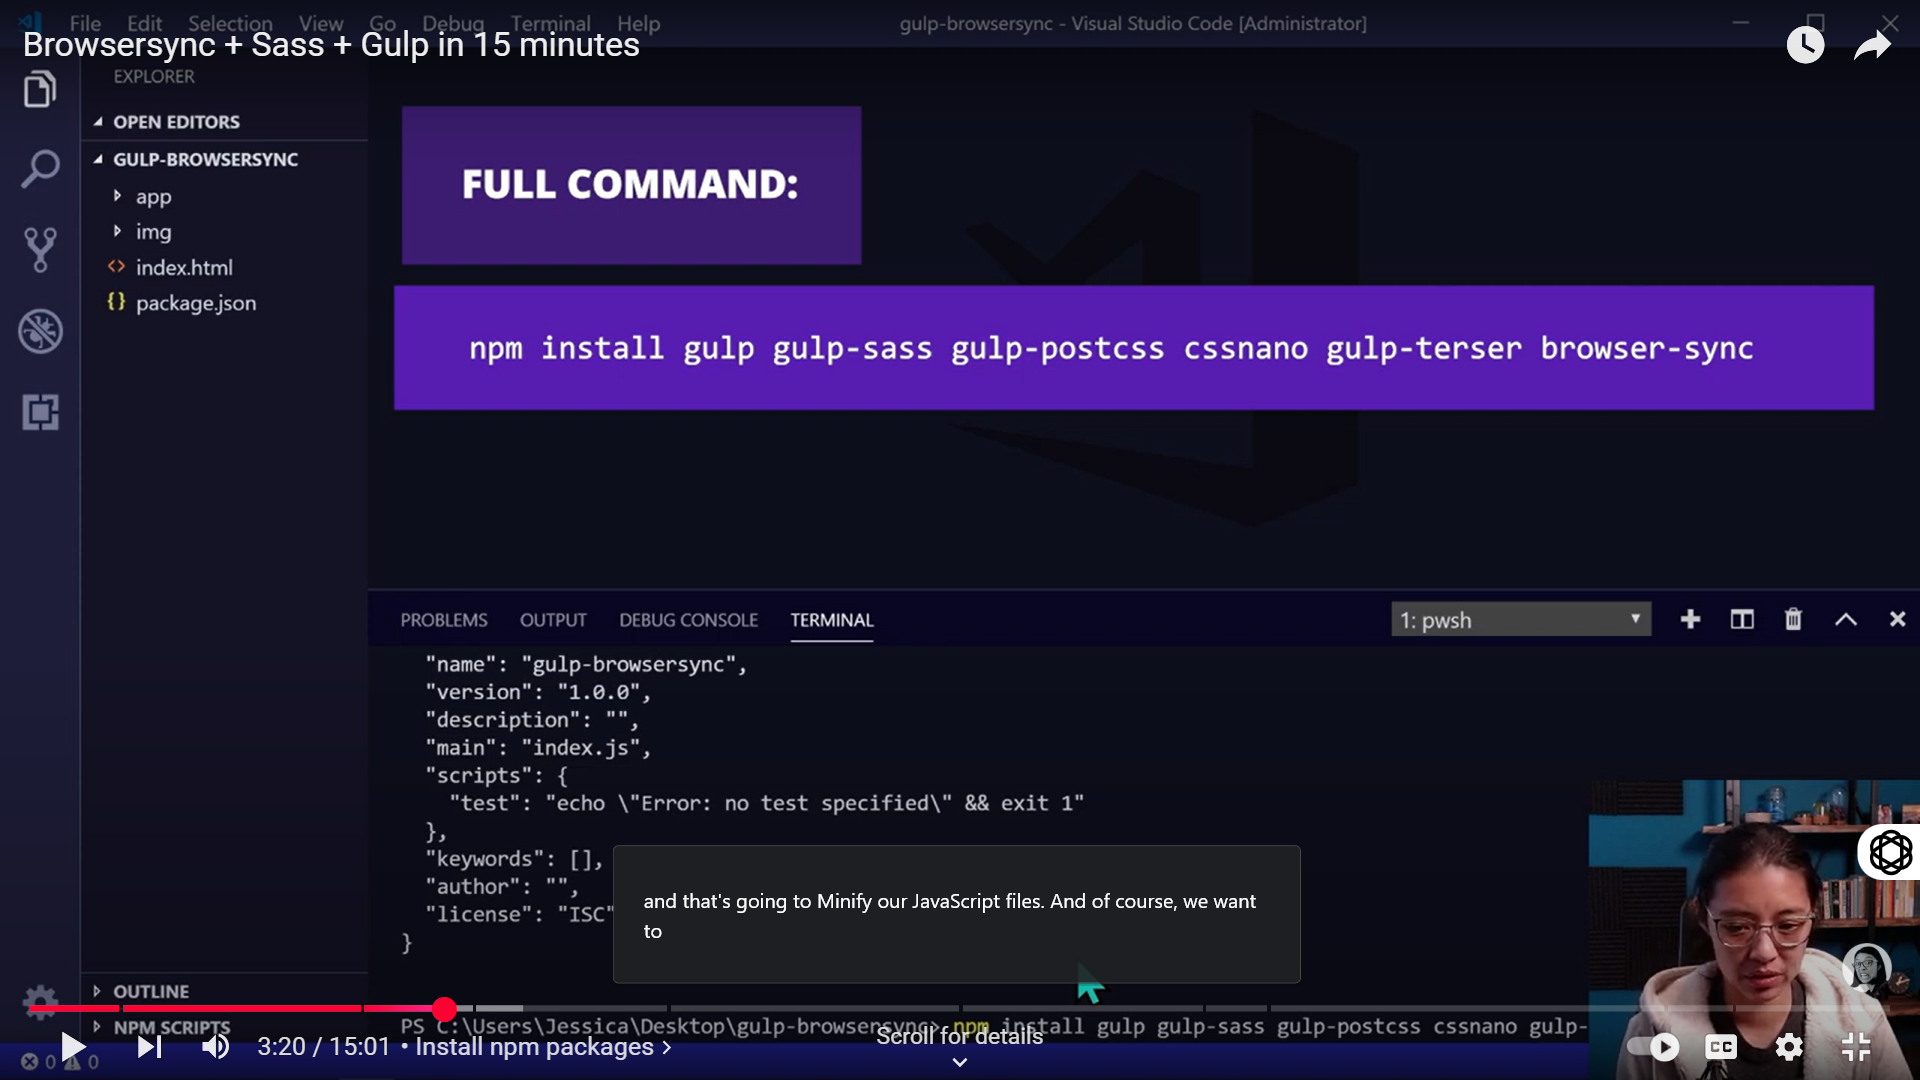 File Edit Selection View Go Debug Terminal Help
gulp-browsersync - Visual Studio Code [Administrator]
Browsersync + Sass + Gulp in 15 minutes
EXPLORER
OPEN EDITORS
GULP-BROWSERSYNC
app
img
index.html
package.json
FULL COMMAND:
npm install gulp gulp-sass gulp-postcss cssnano gulp-terser browser-sync
PROBLEMS OUTPUT DEBUG CONSOLE TERMINAL
1: pwsh
"name": "gulp-browsersync",
"version": "1.0.0",
"description": "",
"main": "index.js",
"scripts": {
"test": "echo \"Error: no test specified\" && exit 1"
},
"keywords": [],
"author": "",
"license": "ISC"
}
and that's going to Minify our JavaScript files. And of course, we want
to
OUTLINE
NPM SCRIPTS
PS C:\Users\Jessica\Desktop\gulp-browsersync> npm install gulp gulp-sass gulp-postcss cssnano gulp-
Scroll for details
3:20 / 15:01 • Install npm packages >
CC
0 0